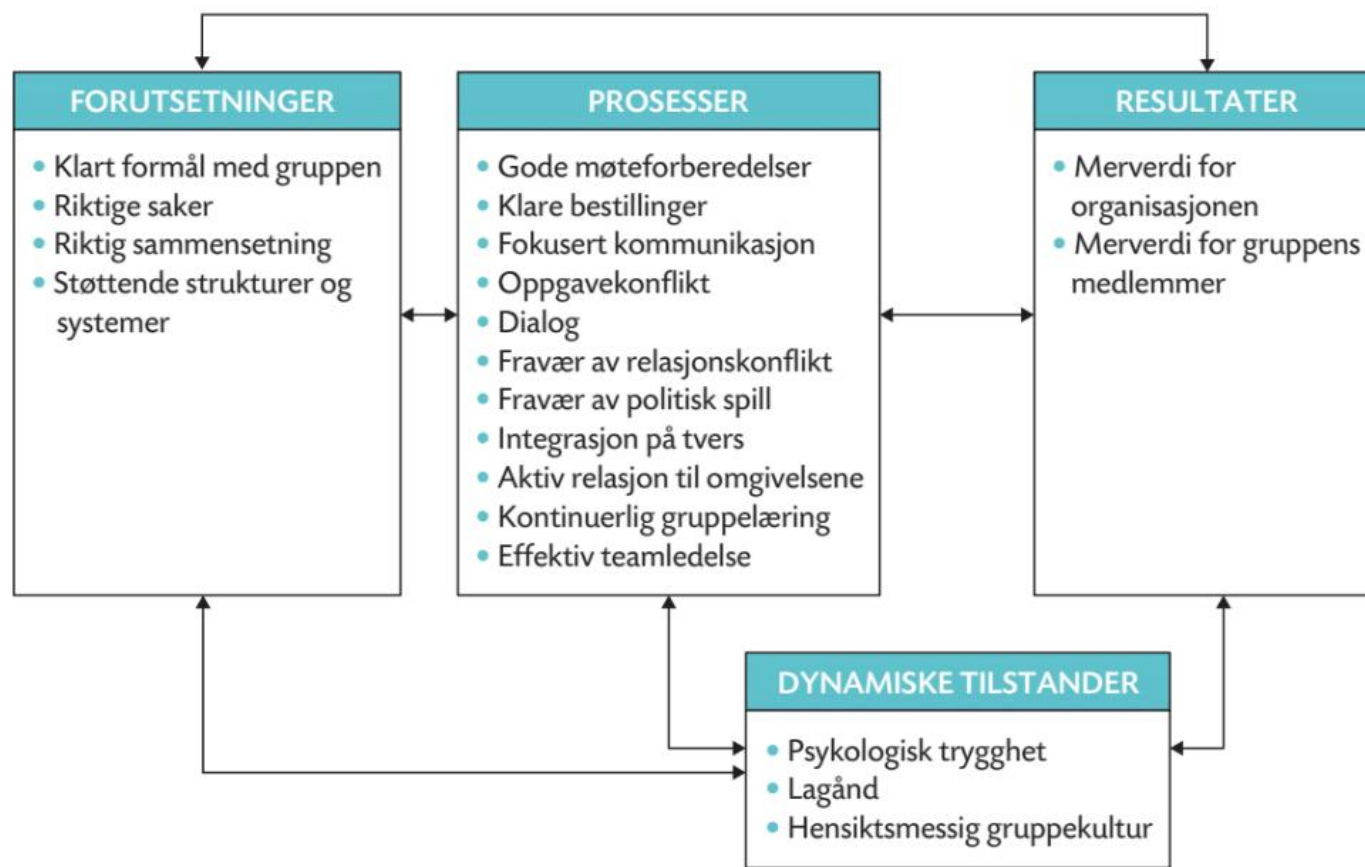 FORUTSETNINGER
• Klart formål med gruppen
• Riktige saker
• Riktig sammensetning
• Støttende strukturer og
systemer
PROSESSER
• Gode møteforberedelser
• Klare bestillinger
• Fokusert kommunikasjon
• Oppgavekonflikt
• Dialog
• Fravær av relasjonskonflikt
• Fravær av politisk spill
• Integrasjon på tvers
• Aktiv relasjon til omgivelsene
• Kontinuerlig gruppelæring
• Effektiv teamledelse
RESULTATER
• Merverdi for
organisasjonen
• Merverdi for gruppens
medlemmer
DYNAMISKE TILSTANDER
• Psykologisk trygghet
• Lagånd
• Hensiktsmessig gruppekultur